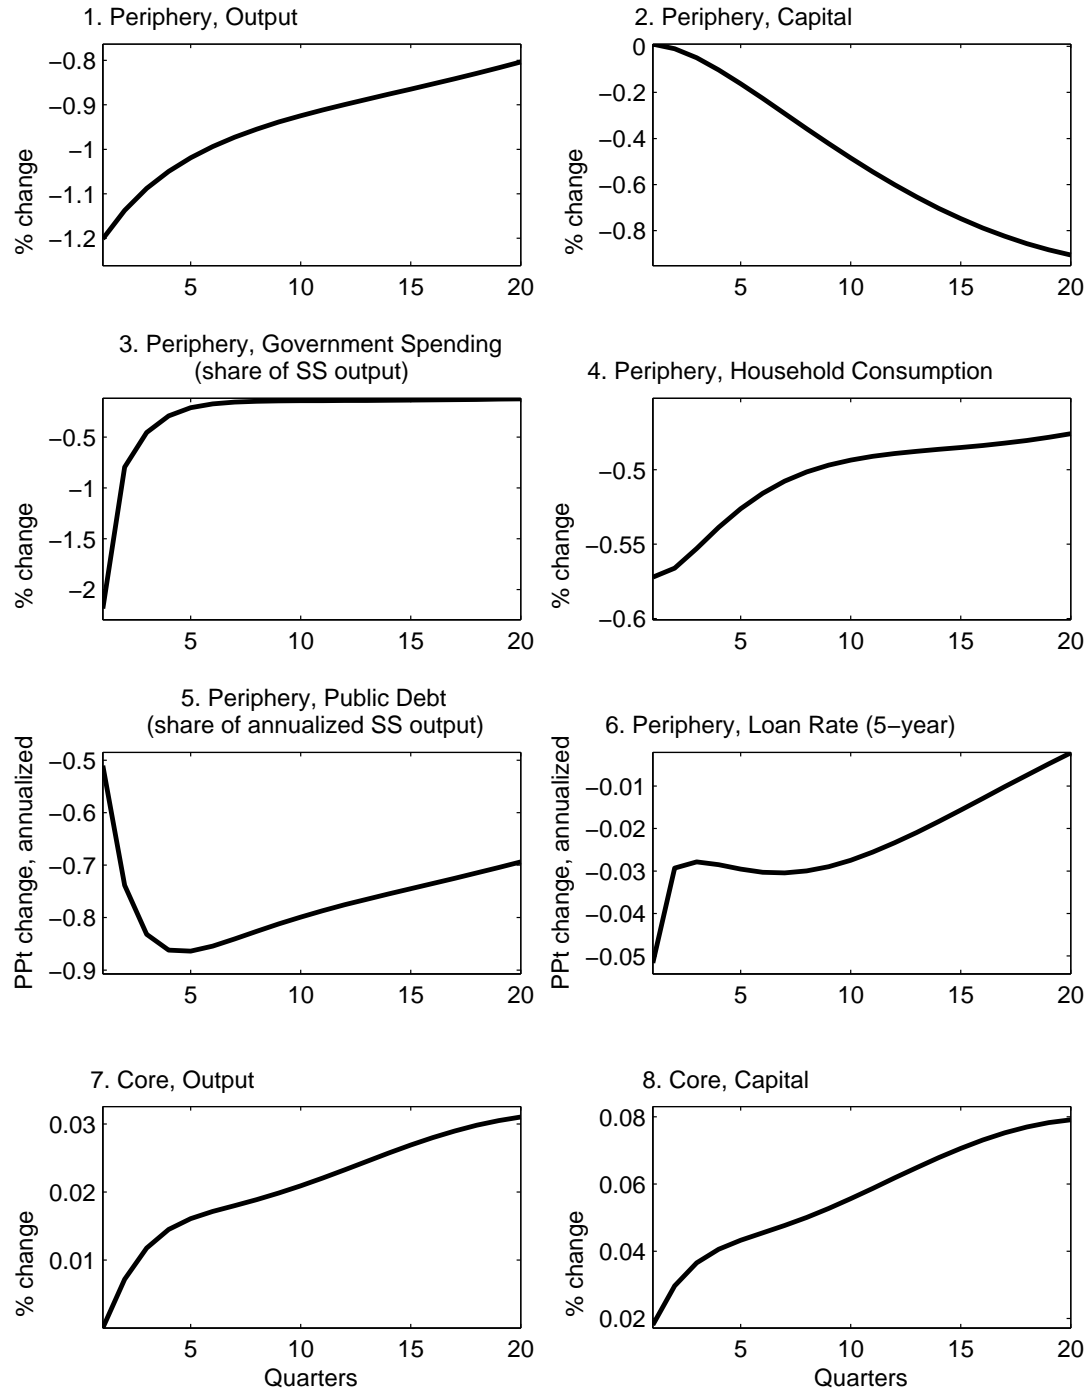 1. Periphery, Output
−0.8
−0.9
−1
−1.1
−1.2
% change
5 10 15 20
2. Periphery, Capital
0
−0.2
−0.4
−0.6
−0.8
% change
5 10 15 20
3. Periphery, Government Spending
(share of SS output)
−0.5
−1
−1.5
−2
% change
5 10 15 20
4. Periphery, Household Consumption
−0.5
−0.55
−0.6
% change
5 10 15 20
5. Periphery, Public Debt
(share of annualized SS output)
−0.5
−0.6
−0.7
−0.8
−0.9
PPt change, annualized
5 10 15 20
6. Periphery, Loan Rate (5−year)
−0.01
−0.02
−0.03
−0.04
−0.05
PPt change, annualized
5 10 15 20
7. Core, Output
0.03
0.02
0.01
% change
5 10 15 20
Quarters
8. Core, Capital
0.08
0.06
0.04
0.02
% change
5 10 15 20
Quarters